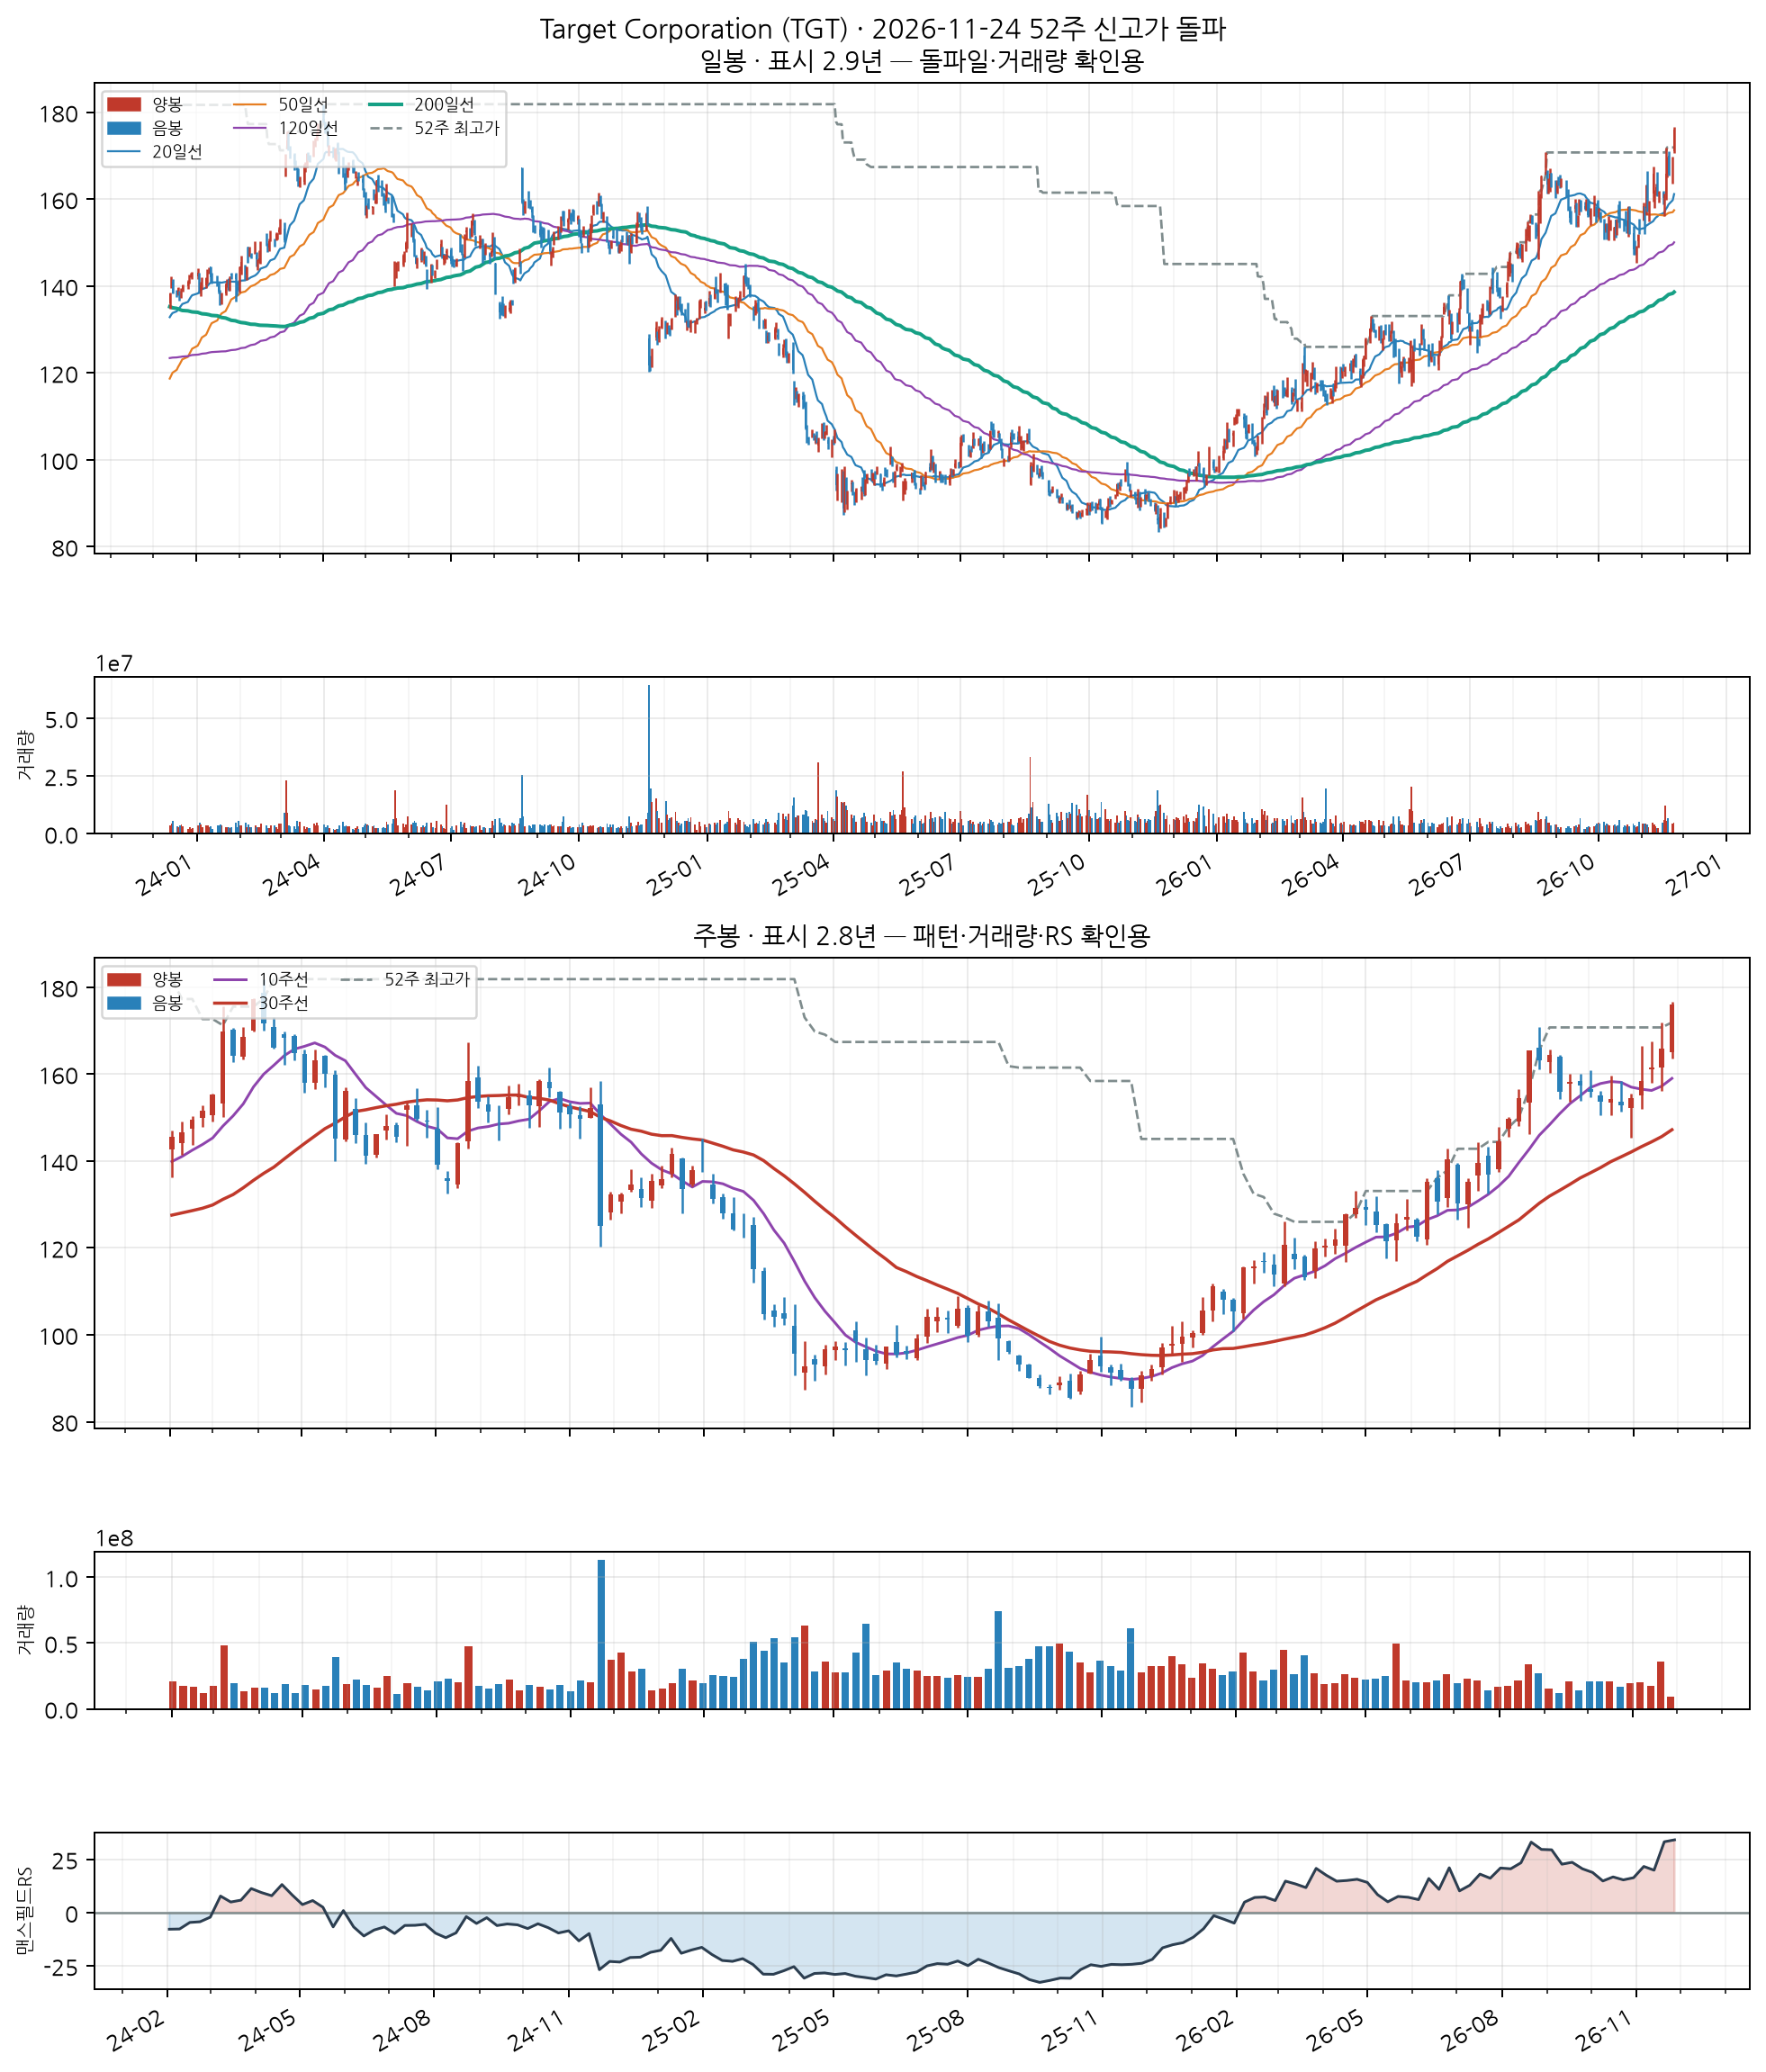 Target Corporation (TGT) · 2026-11-24 52주 신고가 돌파
일봉 · 표시 2.9년 — 돌파일·거래량 확인용
양봉
음봉
20일선
50일선
120일선
200일선
52주 최고가
180
160
140
120
100
80
1e7
거래량
5.0
2.5
0.0
24-01
24-04
24-07
24-10
25-01
25-04
25-07
25-10
26-01
26-04
26-07
26-10
27-01
주봉 · 표시 2.8년 — 패턴·거래량·RS 확인용
양봉
음봉
10주선
30주선
52주 최고가
180
160
140
120
100
80
1e8
거래량
1.0
0.5
0.0
맨스필드RS
25
0
-25
24-02
24-05
24-08
24-11
25-02
25-05
25-08
25-11
26-02
26-05
26-08
26-11